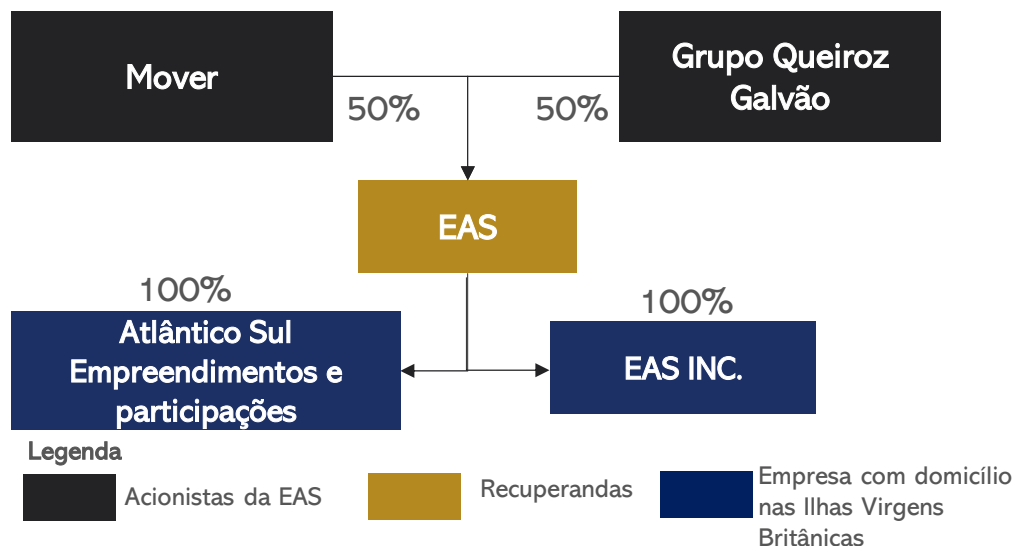 Mover
Grupo Queiroz
Galvão
50%
50%
EAS
100%
100%
Atlântico Sul
Empreendimentos e
participações
EAS INC.
Legenda
Acionistas da EAS
Recuperandas
Empresa com domicílio
nas Ilhas Virgens
Britânicas